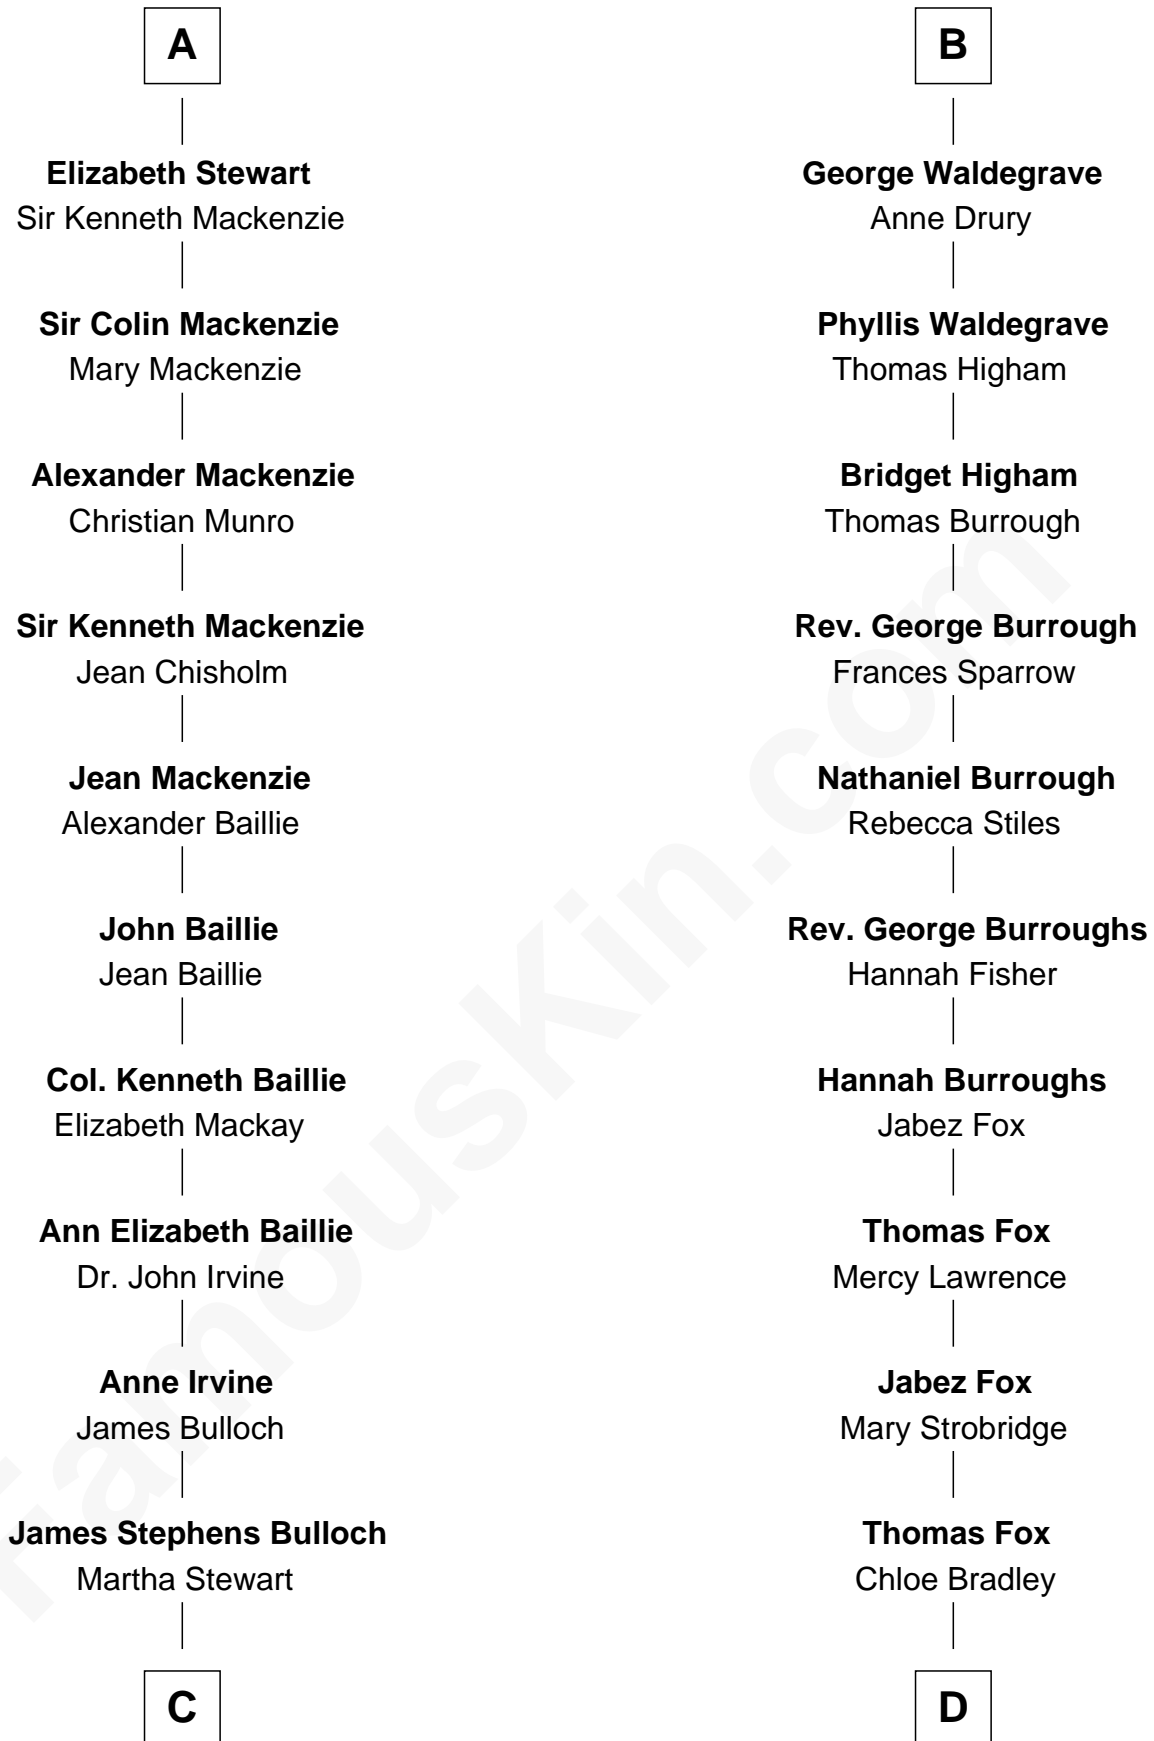 A
Elizabeth Stewart
Sir Kenneth Mackenzie
Sir Colin Mackenzie
Mary Mackenzie
Alexander Mackenzie
Christian Munro
Sir Kenneth Mackenzie
Jean Chisholm
Jean Mackenzie
Alexander Baillie
John Baillie
Jean Baillie
Col. Kenneth Baillie
Elizabeth Mackay
Ann Elizabeth Baillie
Dr. John Irvine
Anne Irvine
James Bulloch
James Stephens Bulloch
Martha Stewart
C
B
George Waldegrave
Anne Drury
Phyllis Waldegrave
Thomas Higham
Bridget Higham
Thomas Burrough
Rev. George Burrough
Frances Sparrow
Nathaniel Burrough
Rebecca Stiles
Rev. George Burroughs
Hannah Fisher
Hannah Burroughs
Jabez Fox
Thomas Fox
Mercy Lawrence
Jabez Fox
Mary Strobridge
Thomas Fox
Chloe Bradley
D
FamousKin.com